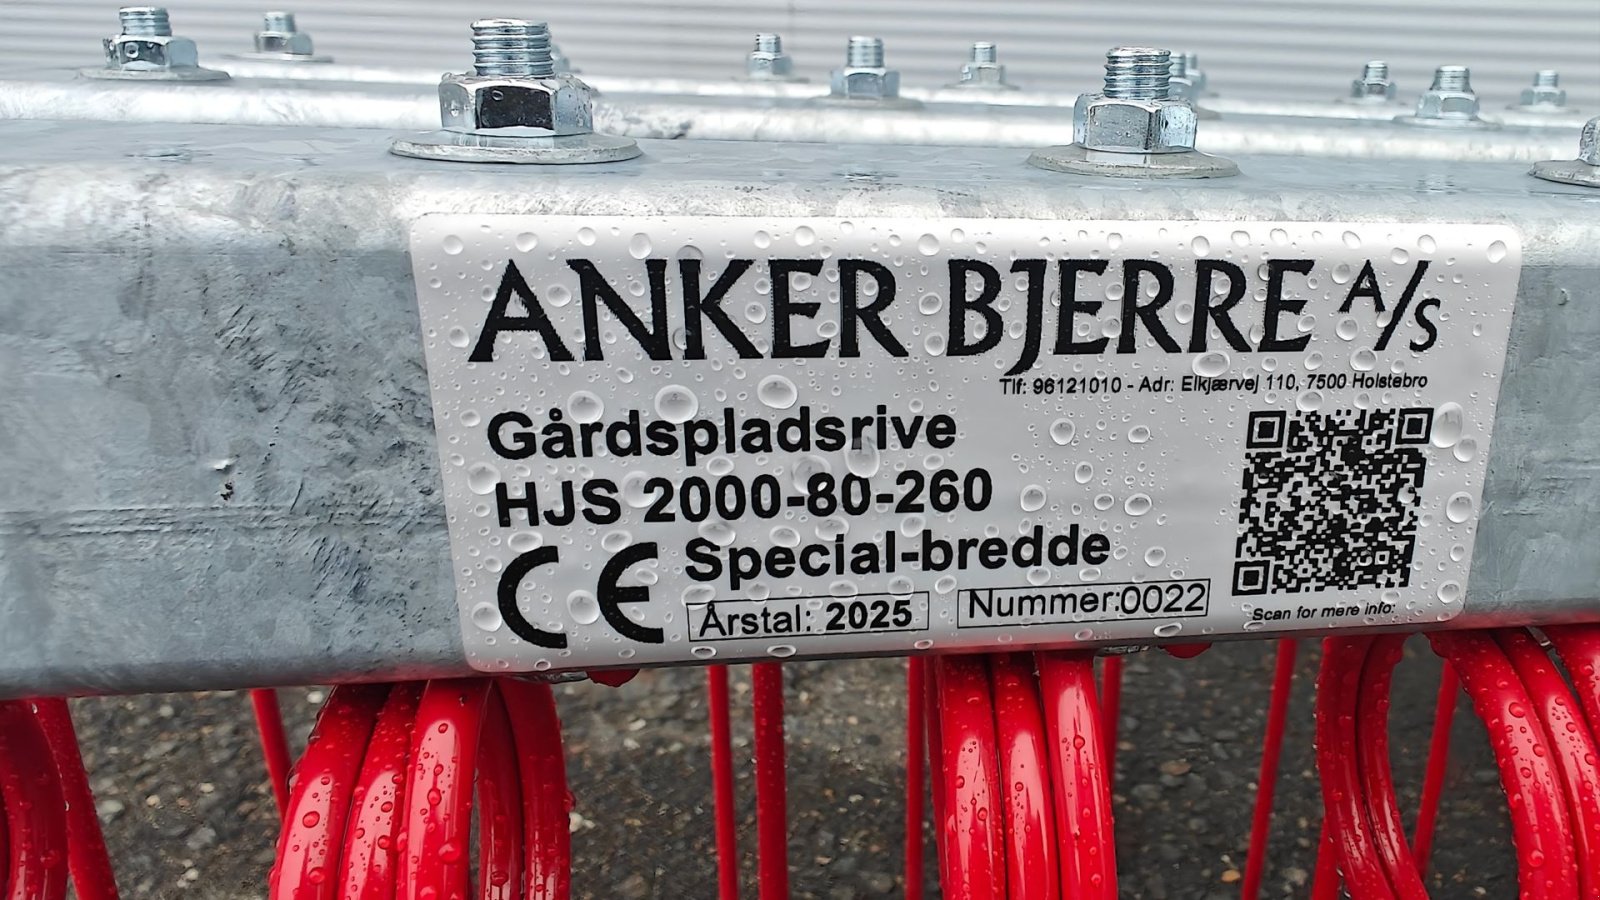 ANKER BJERRE A/S
Tlf: 96121010 - Adr: Elkjærvej 110, 7500 Holstebro
Gårdspladsrive
HJS 2000-80-260
Special-bredde
CE
Årstal: 2025
Nummer:0022
Scan for mere info: